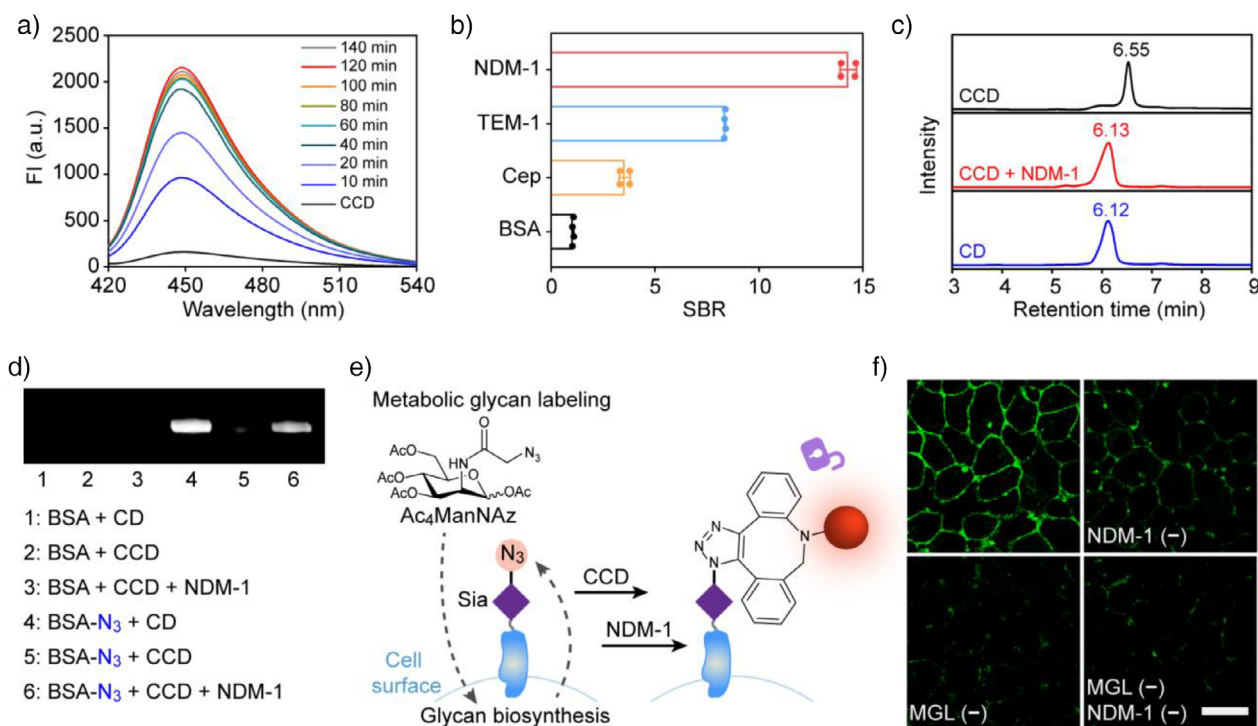 a)
2500
2000
1500
1000
500
0
FI (a.u.)
140 min
120 min
100 min
80 min
60 min
40 min
20 min
10 min
CCD
420
450
480
510
540
Wavelength (nm)
b)
NDM-1
TEM-1
Cep
BSA
0
5
10
15
SBR
c)
Intensity
6.55
CCD
6.13
CCD + NDM-1
6.12
CD
3
4
5
6
7
8
9
Retention time (min)
d)
1 2 3 4 5 6
1: BSA + CD
2: BSA + CCD
3: BSA + CCD + NDM-1
4: BSA-N₃ + CD
5: BSA-N₃ + CCD
6: BSA-N₃ + CCD + NDM-1
e)
Metabolic glycan labeling
O
AcO
HN
N₃
AcO
O
AcO
OAc
Ac₄ManNAz
N₃
Sia
Cell
surface
Glycan biosynthesis
CCD
NDM-1
N
N
N
N
f)
NDM-1 (−)
MGL (−)
MGL (−)
NDM-1 (−)